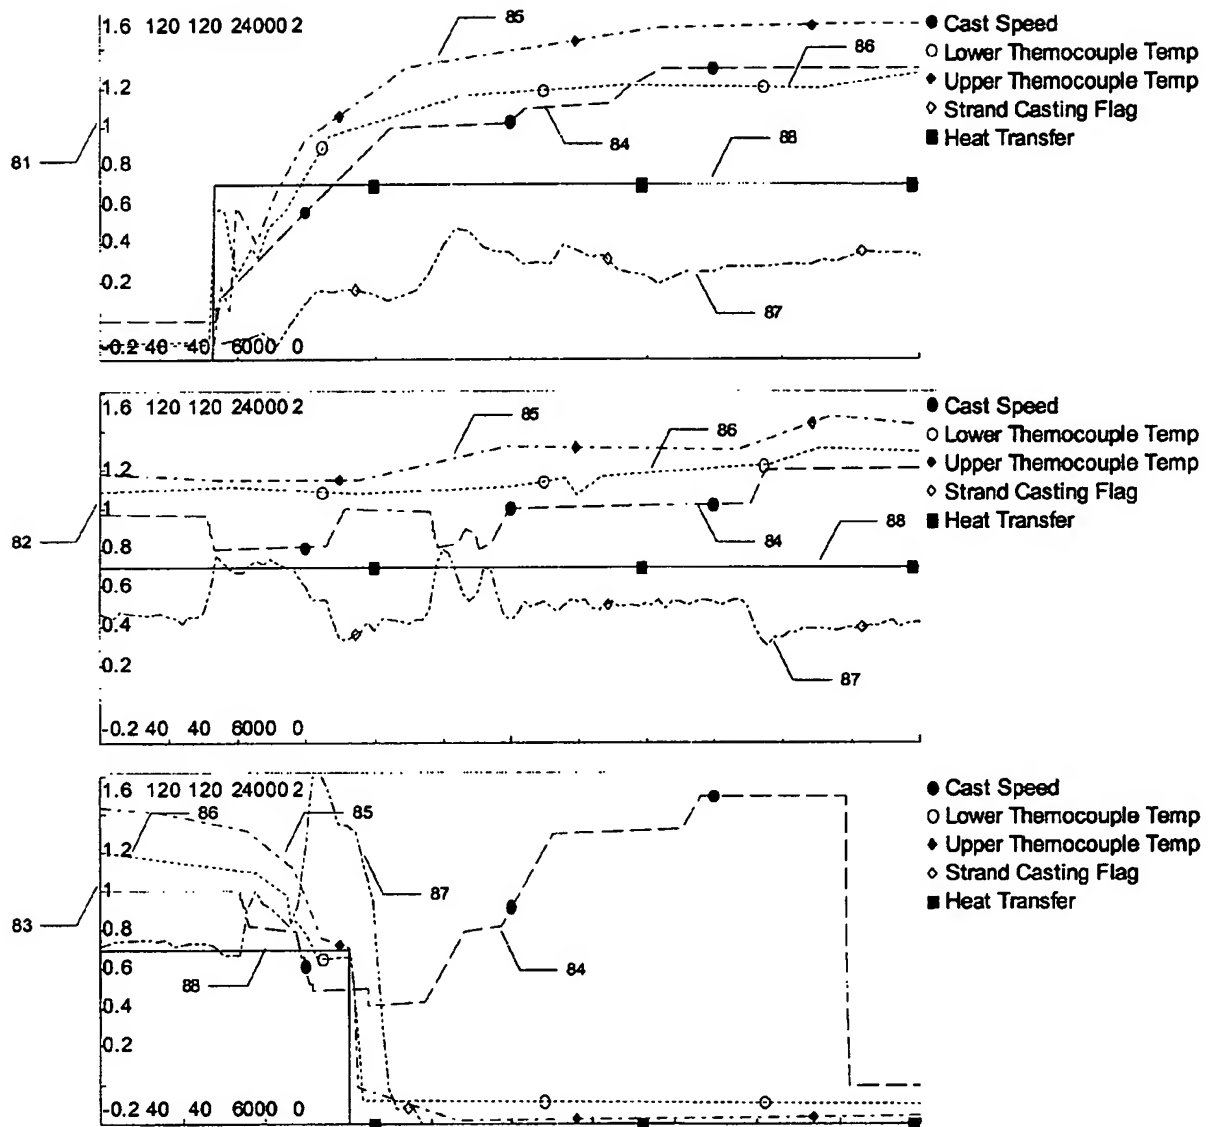 1.6 120 120 24000 2
85
Cast Speed
86
Lower Themocouple Temp
1.2
Upper Themocouple Temp
Strand Casting Flag
1
84
88
Heat Transfer
81
0.8
0.6
0.4
0.2
87
-0.2 40 40 6000 0
1.6 120 120 24000 2
85
Cast Speed
86
Lower Themocouple Temp
1.2
Upper Themocouple Temp
Strand Casting Flag
1
84
88
Heat Transfer
82
0.8
0.6
0.4
0.2
87
-0.2 40 40 6000 0
1.6 120 120 24000 2
Cast Speed
86
85
Lower Themocouple Temp
1.2
Upper Themocouple Temp
Strand Casting Flag
87
1
Heat Transfer
83
0.8
0.6
84
88
0.4
0.2
-0.2 40 40 6000 0